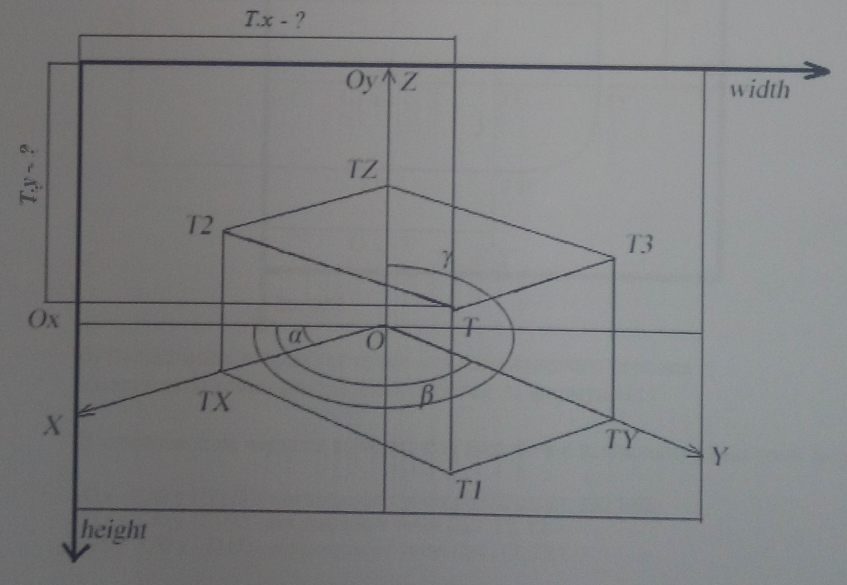 T.x - ?
width
Oy
Z
T.y - ?
TZ
T2
T3
γ
Ox
α
O
T
TX
β
X
TY
Y
T1
height